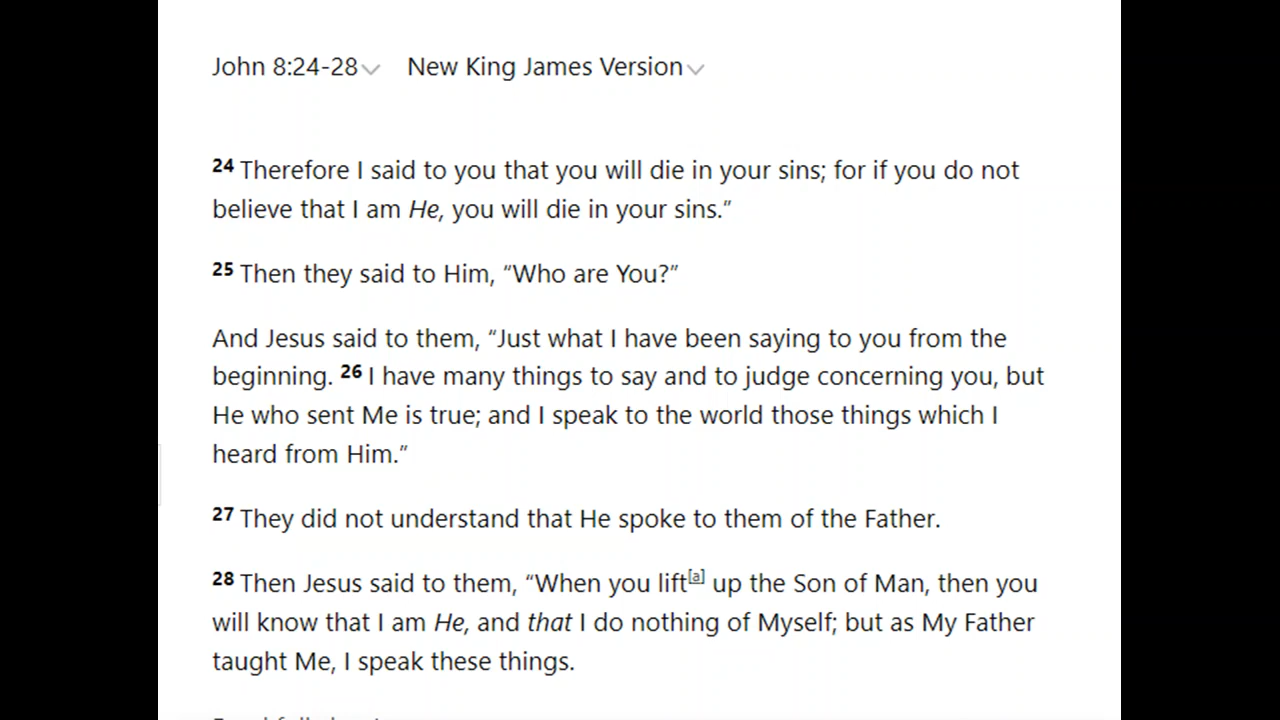 John 8:24-28 New King James Version
24 Therefore I said to you that you will die in your sins; for if you do not
believe that I am He, you will die in your sins.”
25 Then they said to Him, “Who are You?”
And Jesus said to them, “Just what I have been saying to you from the
beginning. 26 I have many things to say and to judge concerning you, but
He who sent Me is true; and I speak to the world those things which I
heard from Him.”
27 They did not understand that He spoke to them of the Father.
28 Then Jesus said to them, “When you lift[a] up the Son of Man, then you
will know that I am He, and that I do nothing of Myself; but as My Father
taught Me, I speak these things.